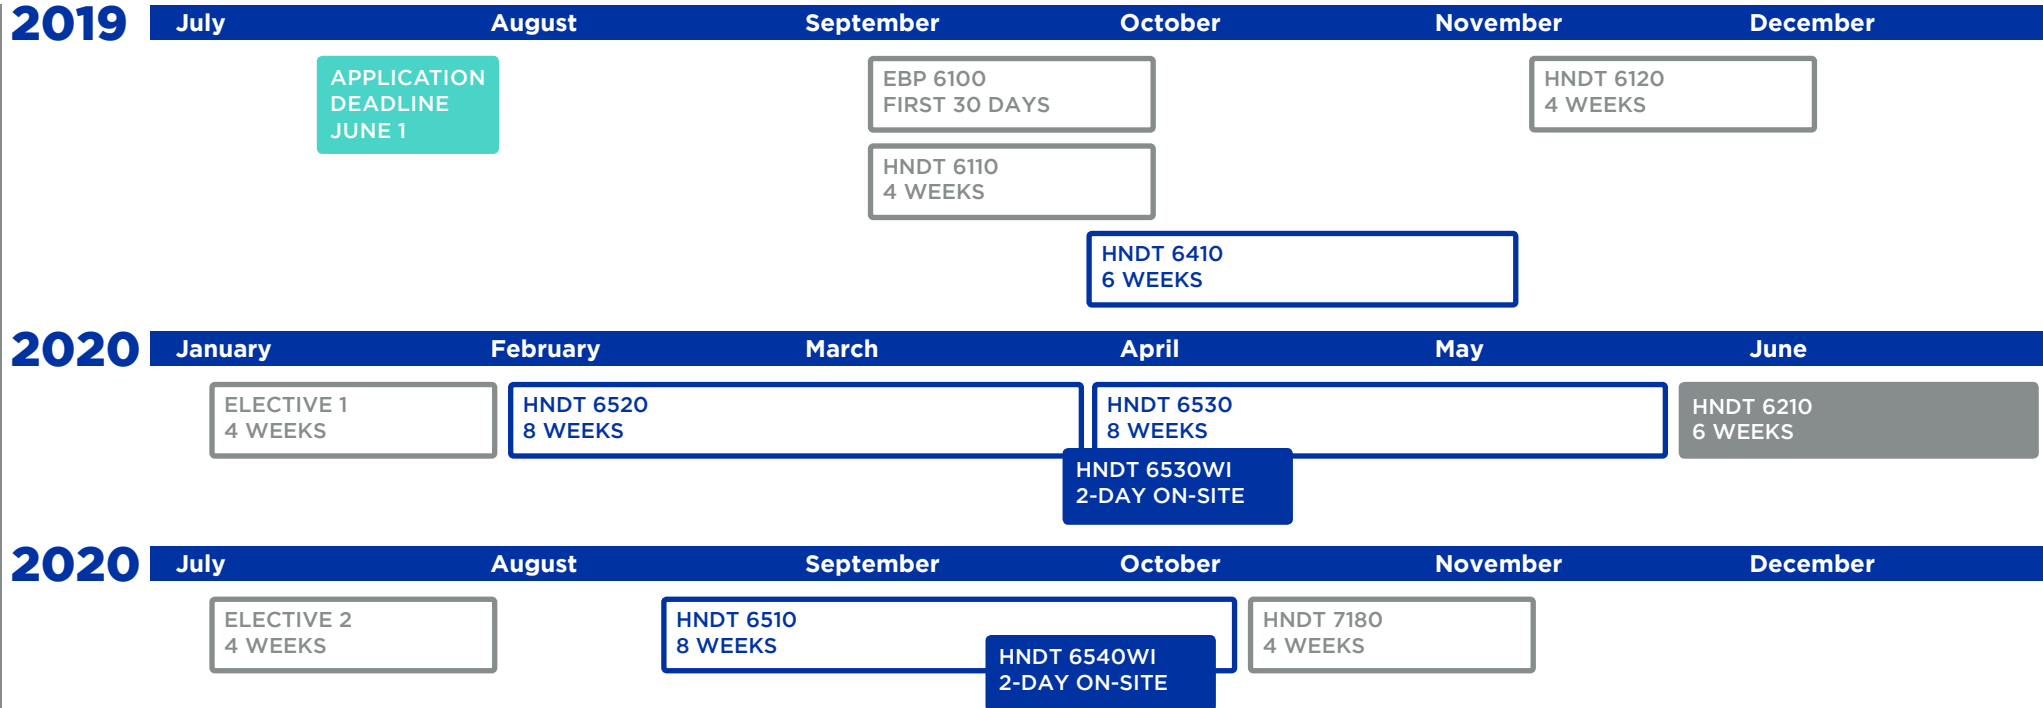 2019 July August September October November December
APPLICATION
DEADLINE
JUNE 1
EBP 6100
FIRST 30 DAYS
HNDT 6120
4 WEEKS
HNDT 6110
4 WEEKS
HNDT 6410
6 WEEKS
2020 January February March April May June
ELECTIVE 1
4 WEEKS
HNDT 6520
8 WEEKS
HNDT 6530
8 WEEKS
HNDT 6210
6 WEEKS
HNDT 6530WI
2-DAY ON-SITE
2020 July August September October November December
ELECTIVE 2
4 WEEKS
HNDT 6510
8 WEEKS
HNDT 7180
4 WEEKS
HNDT 6540WI
2-DAY ON-SITE